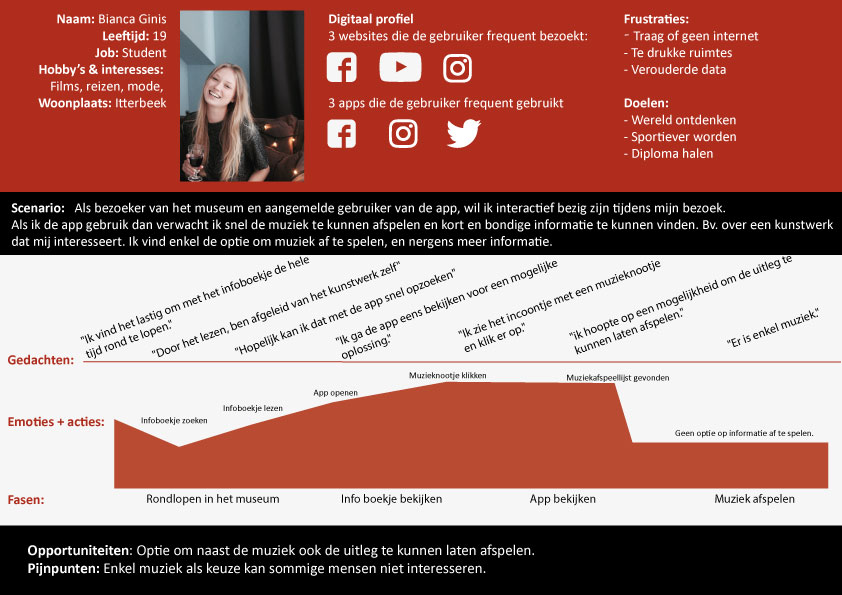 Naam: Bianca Ginis
Leeftijd: 19
Job: Student
Hobby's & interesses:
Films, reizen, mode,
Woonplaats: Itterbeek
Digitaal profiel
3 websites die de gebruiker frequent bezoekt:
3 apps die de gebruiker frequent gebruikt
Frustraties:
- Traag of geen internet
- Te drukke ruimtes
- Verouderde data
Doelen:
- Wereld ontdenken
- Sportiever worden
- Diploma halen
Scenario: Als bezoeker van het museum en aangemelde gebruiker van de app, wil ik interactief bezig zijn tijdens mijn bezoek.
Als ik de app gebruik dan verwacht ik snel de muziek te kunnen afspelen en kort en bondige informatie te kunnen vinden. Bv. over een kunstwerk
dat mij interesseert. Ik vind enkel de optie om muziek af te spelen, en nergens meer informatie.
"Ik vind het lastig om met het infoboekje de hele
tijd rond te lopen."
"Door het lezen, ben afgeleid van het kunstwerk zelf"
"Hopelijk kan ik dat met de app snel opzoeken"
"Ik ga de app eens bekijken voor een mogelijke
oplossing."
"Ik zie het incoontje met een muzieknootje
en klik er op."
"ik hoopte op een mogelijkheid om de uitleg te
kunnen laten afspelen."
"Er is enkel muziek."
Gedachten:
Muzieknootje klikken
Muziekafspeellijst gevonden
App openen
Infoboekje lezen
Infoboekje zoeken
Emoties + acties:
Geen optie op informatie af te spelen.
Fasen:
Rondlopen in het museum
Info boekje bekijken
App bekijken
Muziek afspelen
Opportuniteiten: Optie om naast de muziek ook de uitleg te kunnen laten afspelen.
Pijnpunten: Enkel muziek als keuze kan sommige mensen niet interesseren.